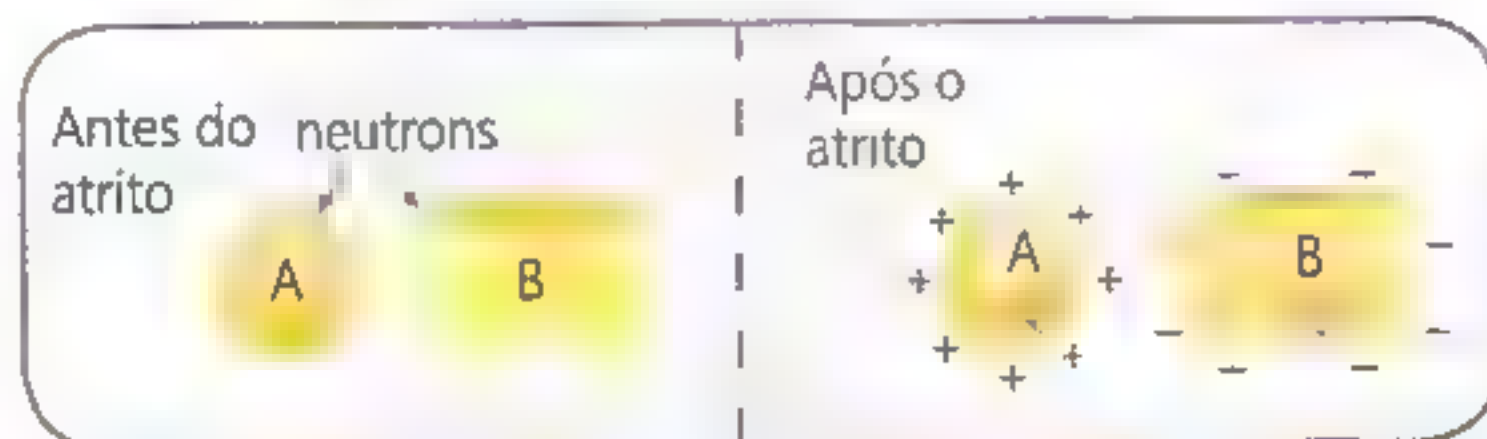 Antes do neutrons
atrito
A
B
Após o
atrito
+ - -
+ +
A B -
+ +
- -
+ +
+ - -